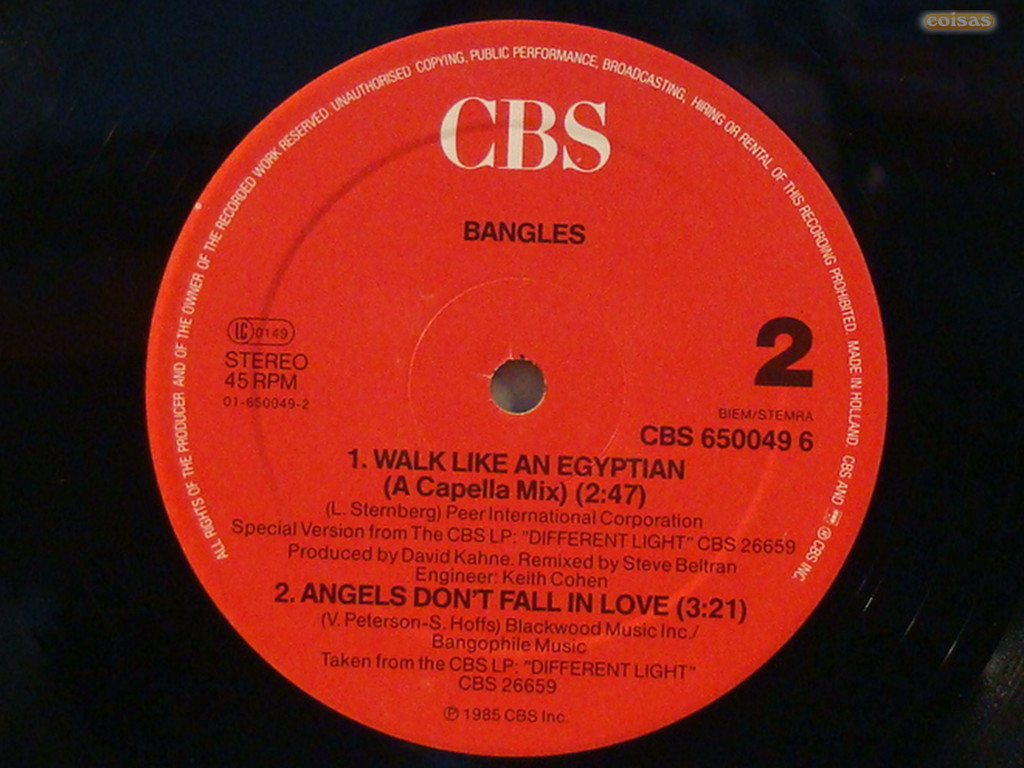 coisas
ALL RIGHTS OF THE PRODUCER AND OF THE OWNER OF THE RECORDED WORK RESERVED. UNAUTHORISED COPYING, PUBLIC PERFORMANCE, BROADCASTING, HIRING OR RENTAL OF THIS RECORDING PROHIBITED. MADE IN HOLLAND. CBS AND ® CBS INC.
CBS
BANGLES
LC 0149
STEREO
45 RPM
01-650049-2
2
BIEM/STEMRA
CBS 650049 6
1. WALK LIKE AN EGYPTIAN
(A Capella Mix) (2:47)
(L. Sternberg) Peer International Corporation
Special Version from The CBS LP: "DIFFERENT LIGHT" CBS 26659
Produced by David Kahne. Remixed by Steve Beltran
Engineer: Keith Cohen
2. ANGELS DON'T FALL IN LOVE (3:21)
(V. Peterson-S. Hoffs) Blackwood Music Inc./
Bangophile Music
Taken from the CBS LP: "DIFFERENT LIGHT"
CBS 26659
℗ 1985 CBS Inc.